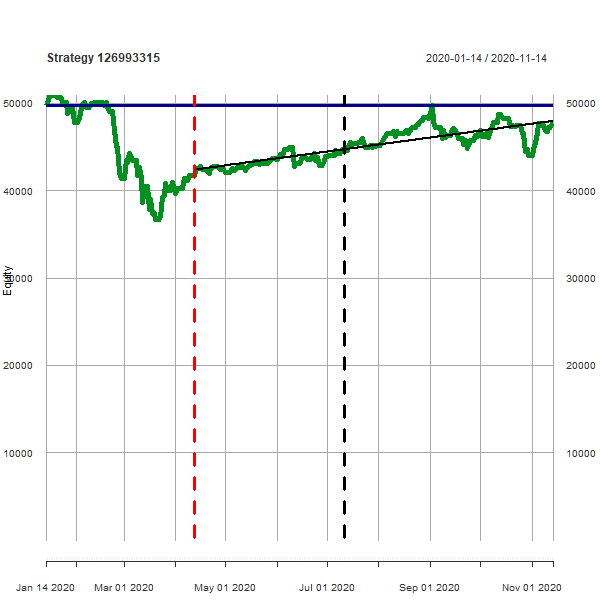 Strategy 126993315
2020-01-14 / 2020-11-14
50000
50000
40000
40000
30000
30000
Equity
20000
20000
10000
10000
Jan 14 2020
Mar 01 2020
May 01 2020
Jul 01 2020
Sep 01 2020
Nov 01 2020